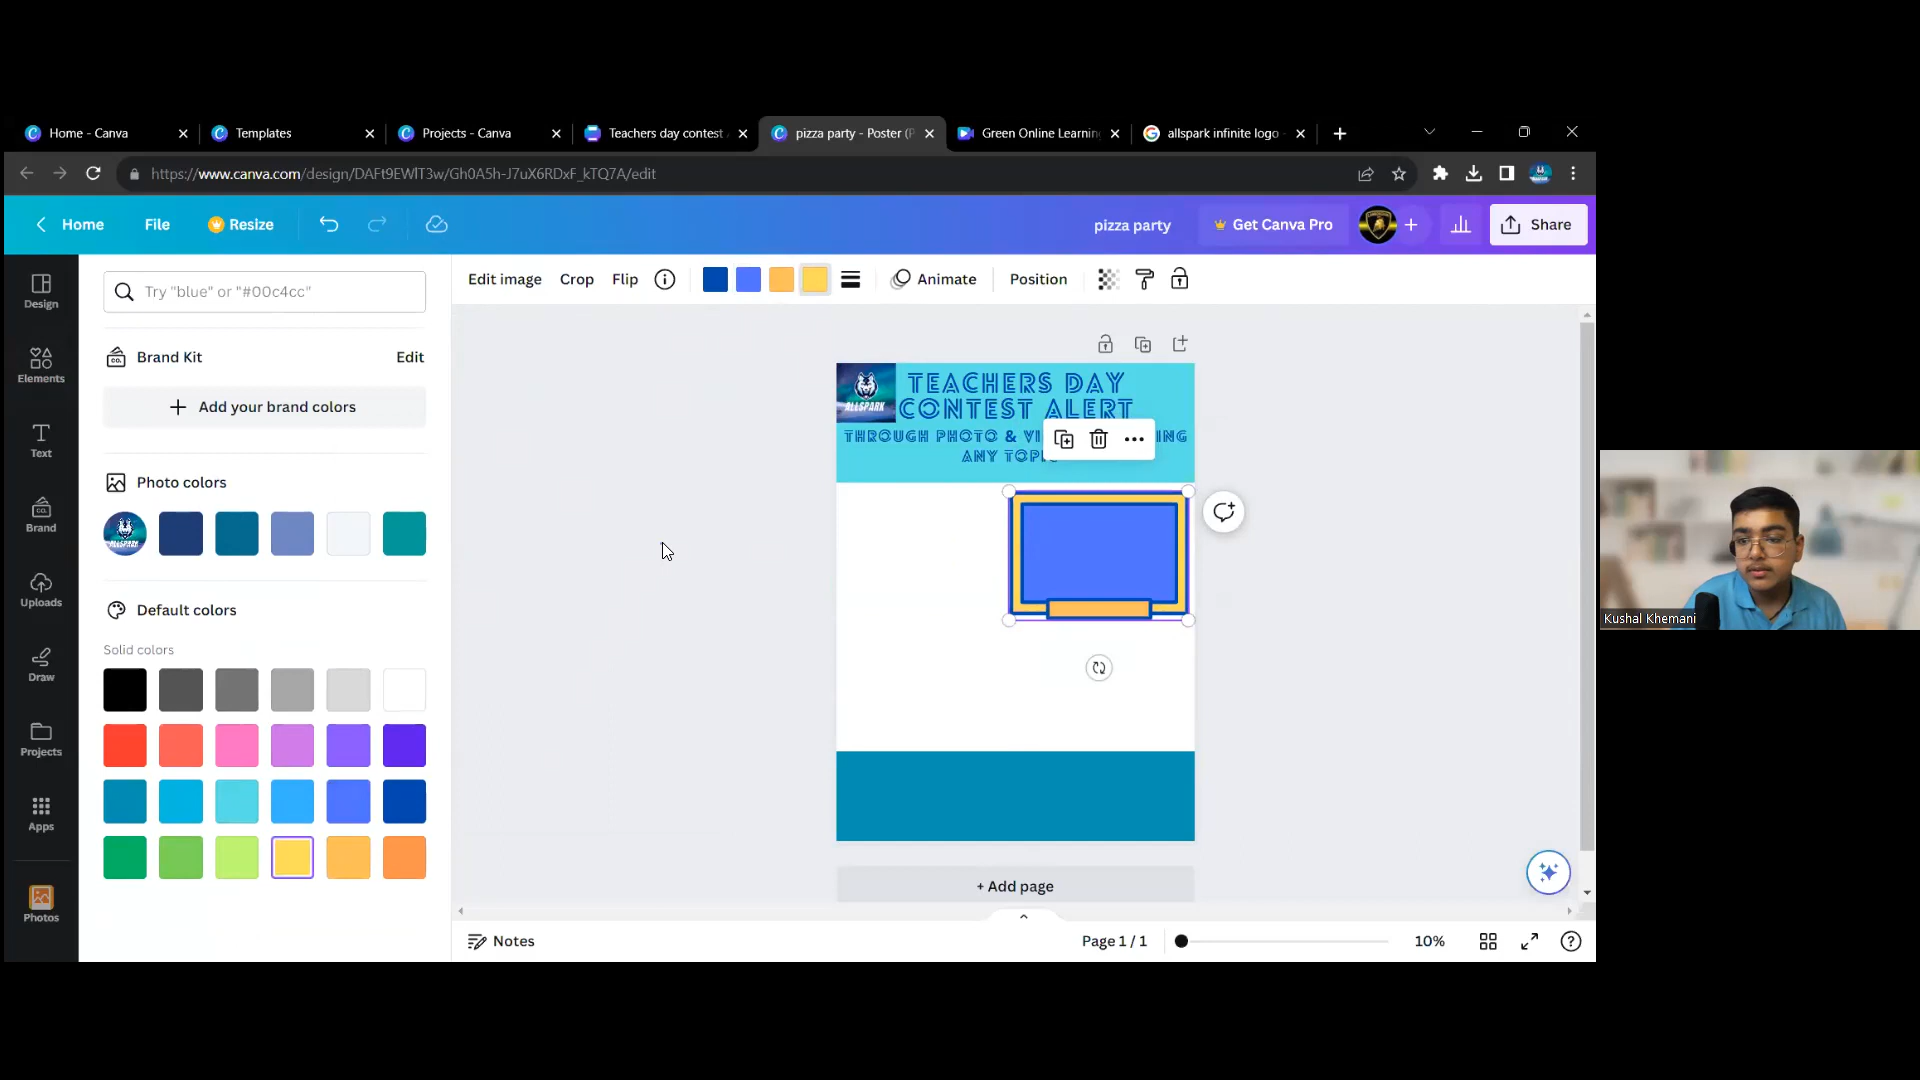 Home - Canva
Templates
Projects - Canva
Teachers day contest
pizza party - Poster (P
Green Online Learnin
allspark infinite logo
https://www.canva.com/design/DAFt9EWlT3w/Gh0A5h-J7uX6RDxF_kTQ7A/edit
Home
File
Resize
pizza party
Get Canva Pro
Share
Design
Elements
Text
Brand
Uploads
Draw
Projects
Apps
Photos
Try "blue" or "#00c4cc"
Brand Kit
Edit
Add your brand colors
Photo colors
Default colors
Solid colors
Edit image
Crop
Flip
Animate
Position
ALLSPARK
TEACHERS DAY
CONTEST ALERT
THROUGH PHOTO & VI ING
ANY TOPI
+ Add page
Notes
Page 1 / 1
10%
Kushal Khemani